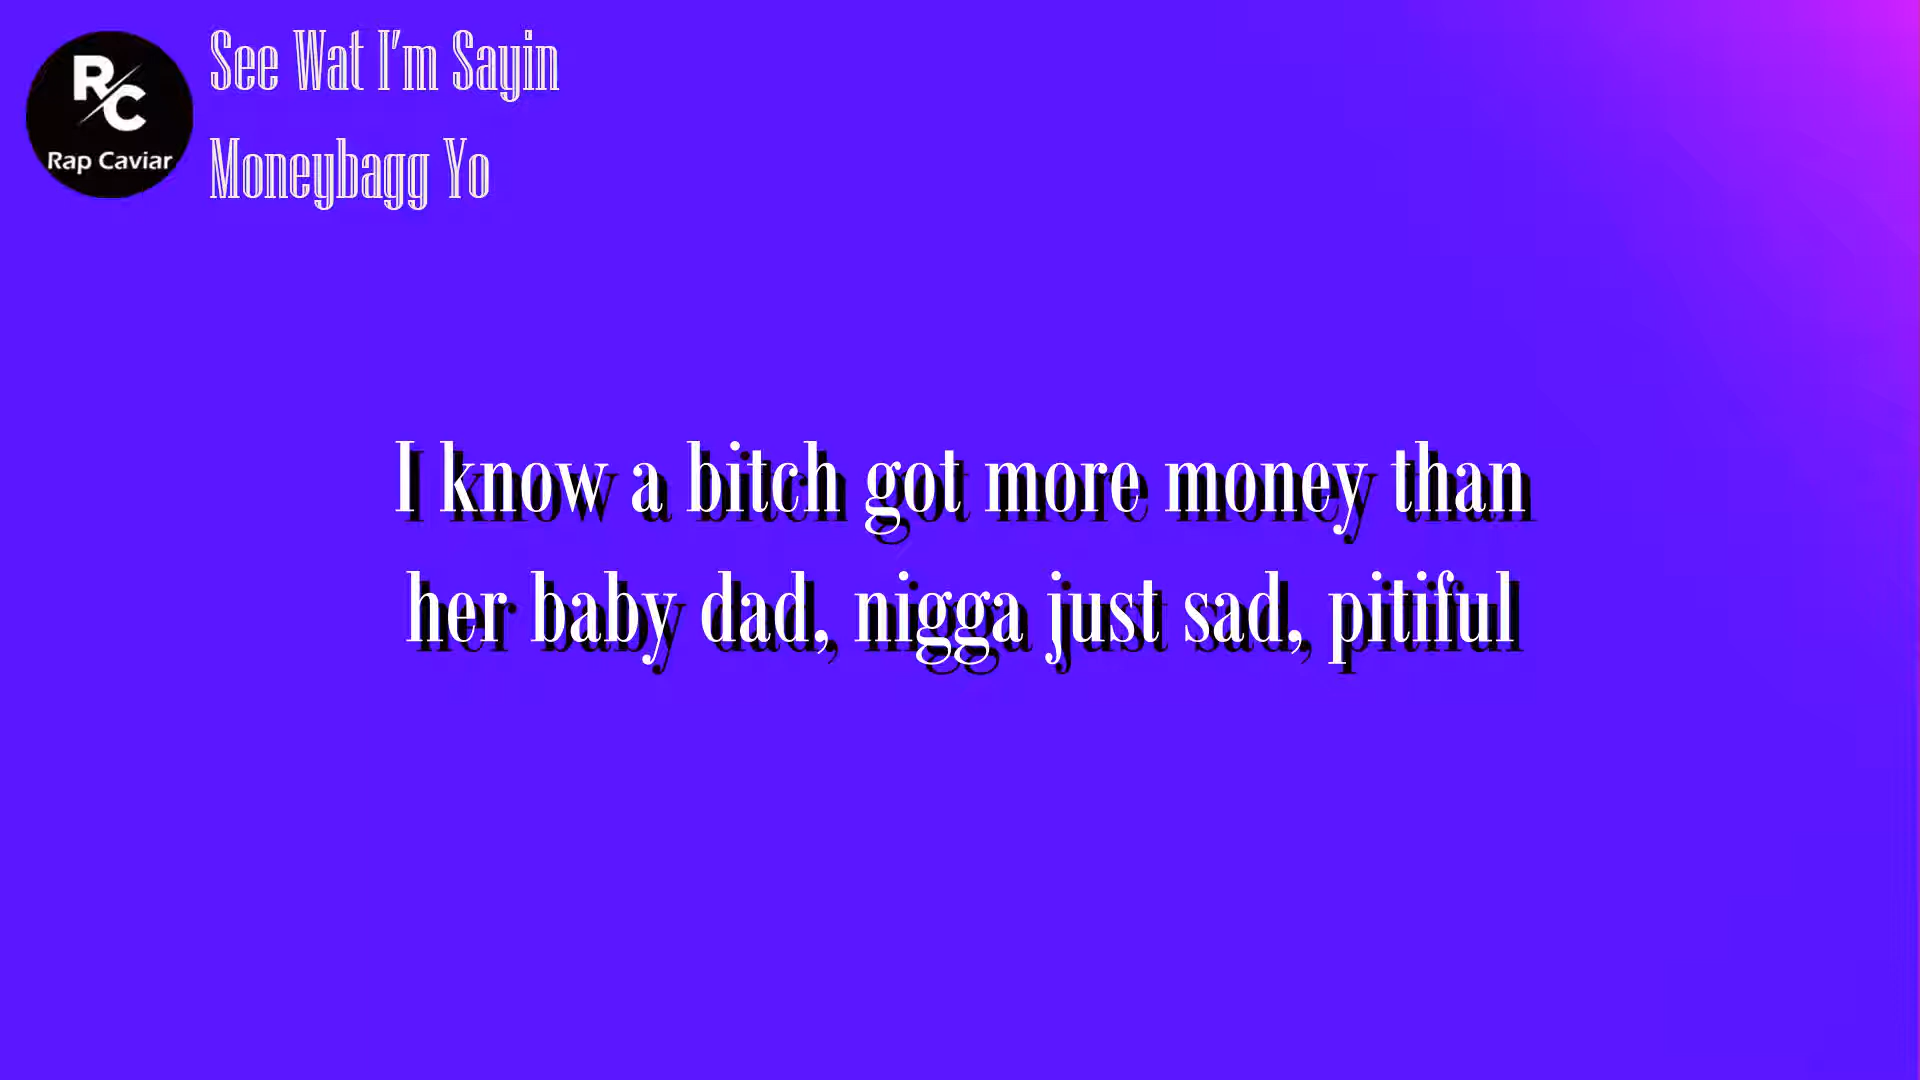 See Wat I'm Sayin
R/C
Rap Caviar
Moneybagg Yo
I know a bitch got more money than
her baby dad, nigga just sad, pitiful